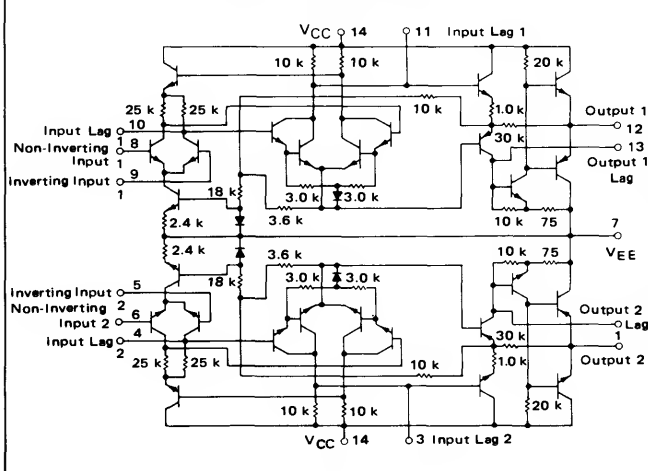 VCC 14 11 Input Lag 1
10 k 10 k 20 k
25 k 25 k 10 k 1.0 k
Output 1
Input Lag 10 30 k 12
1
Non-Inverting 8 13
Input 1 Output 1
Lag
Inverting Input 9
1
18 k 3.0 k 3.0 k 10 k 75
2.4 k 3.6 k 7
2.4 k 3.6 k 10 k 75 VEE
18 k 3.0 k 3.0 k
Inverting Input 5
2
Non-Inverting Output 2
Input 2 6 Lag
Input Lag 4 30 k 1
2 1.0 k Output 2
25 k 25 k 10 k
10 k 10 k 20 k
VCC 14 3 Input Lag 2